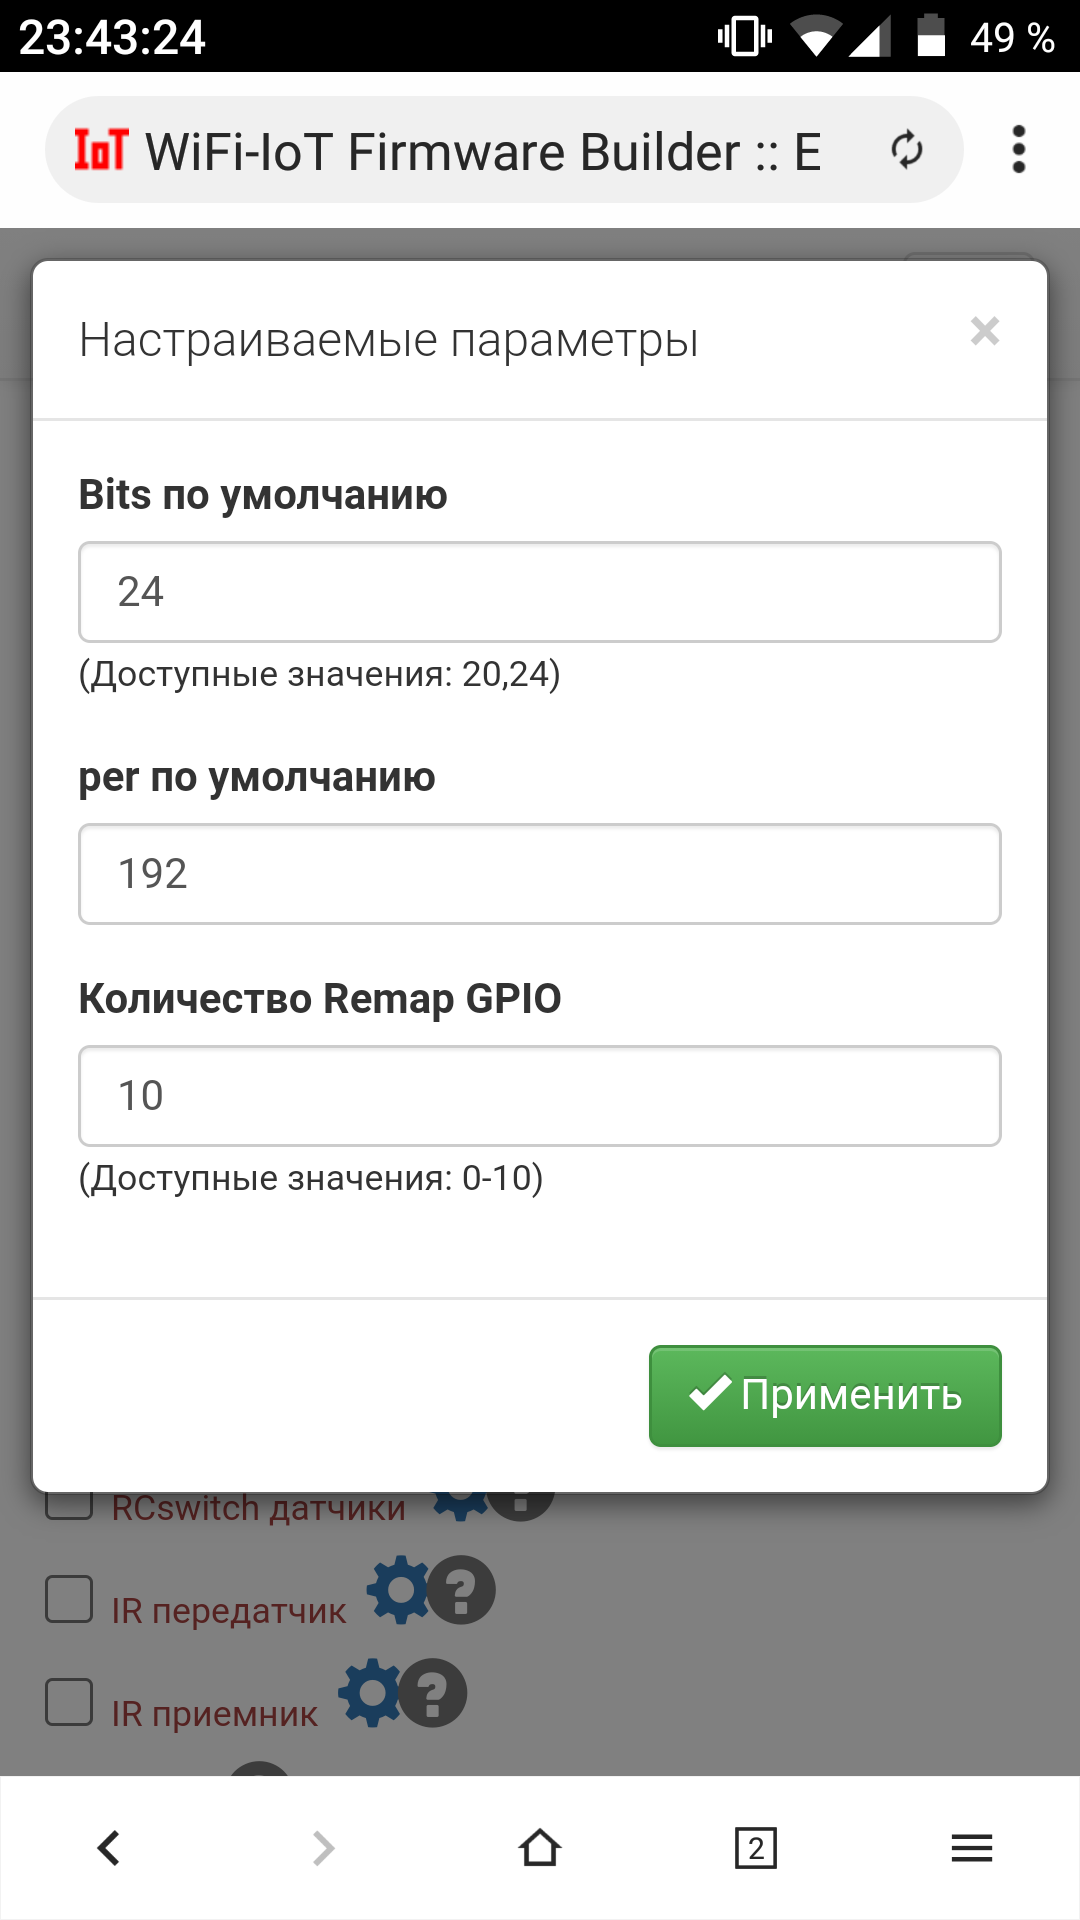 23:43:24
49 %
IoT WiFi-IoT Firmware Builder :: E
Настраиваемые параметры
×
Bits по умолчанию
24
(Доступные значения: 20,24)
per по умолчанию
192
Количество Remap GPIO
10
(Доступные значения: 0-10)
Применить
RCswitch датчики ?
IR передатчик ?
IR приемник ?
2